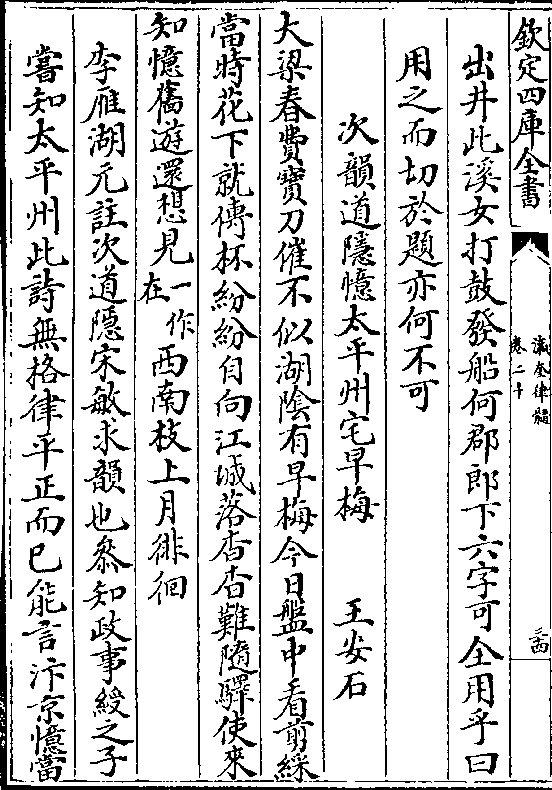 欽定四庫全書
瀛奎律髓
卷二十
三四
出井此溪女打鼓發船何郡郎下六字可全用乎曰
用之而切於題亦何不可
次韻道隱憶太平州宅早梅 王安石
大梁春費寶刀催不似湖陰有早梅今日盤中看剪綵
當時花下就傳杯紛紛自向江城落杳杳難隨驛使來
知憶舊遊還想見一作在西南枝上月徘徊
李雁湖元註次道隱宋敏求韻也叅知政事綬之子
嘗知太平州此詩無格律平正而已能言汴京憶當